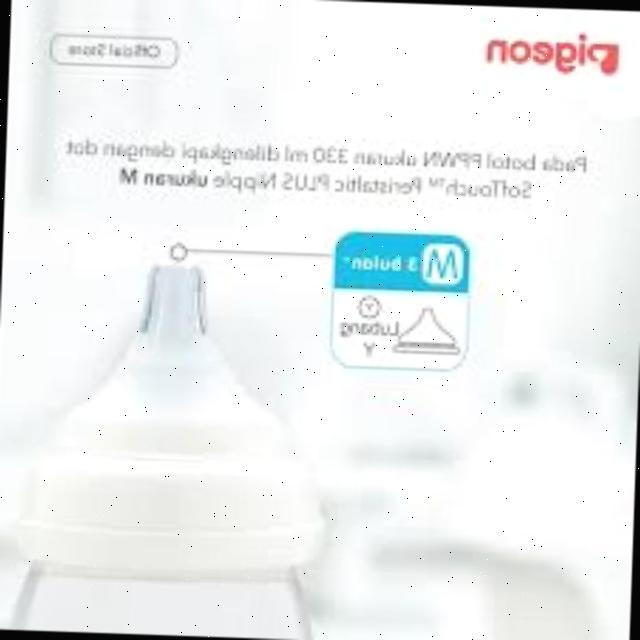 pigeon
Official Store
Pada botol PPWN ukuran 330 ml dilengkapi dengan dot
SofTouch™ Peristaltic PLUS Nipple ukuran M
M 3 bulan+
Y
Lubang
Y